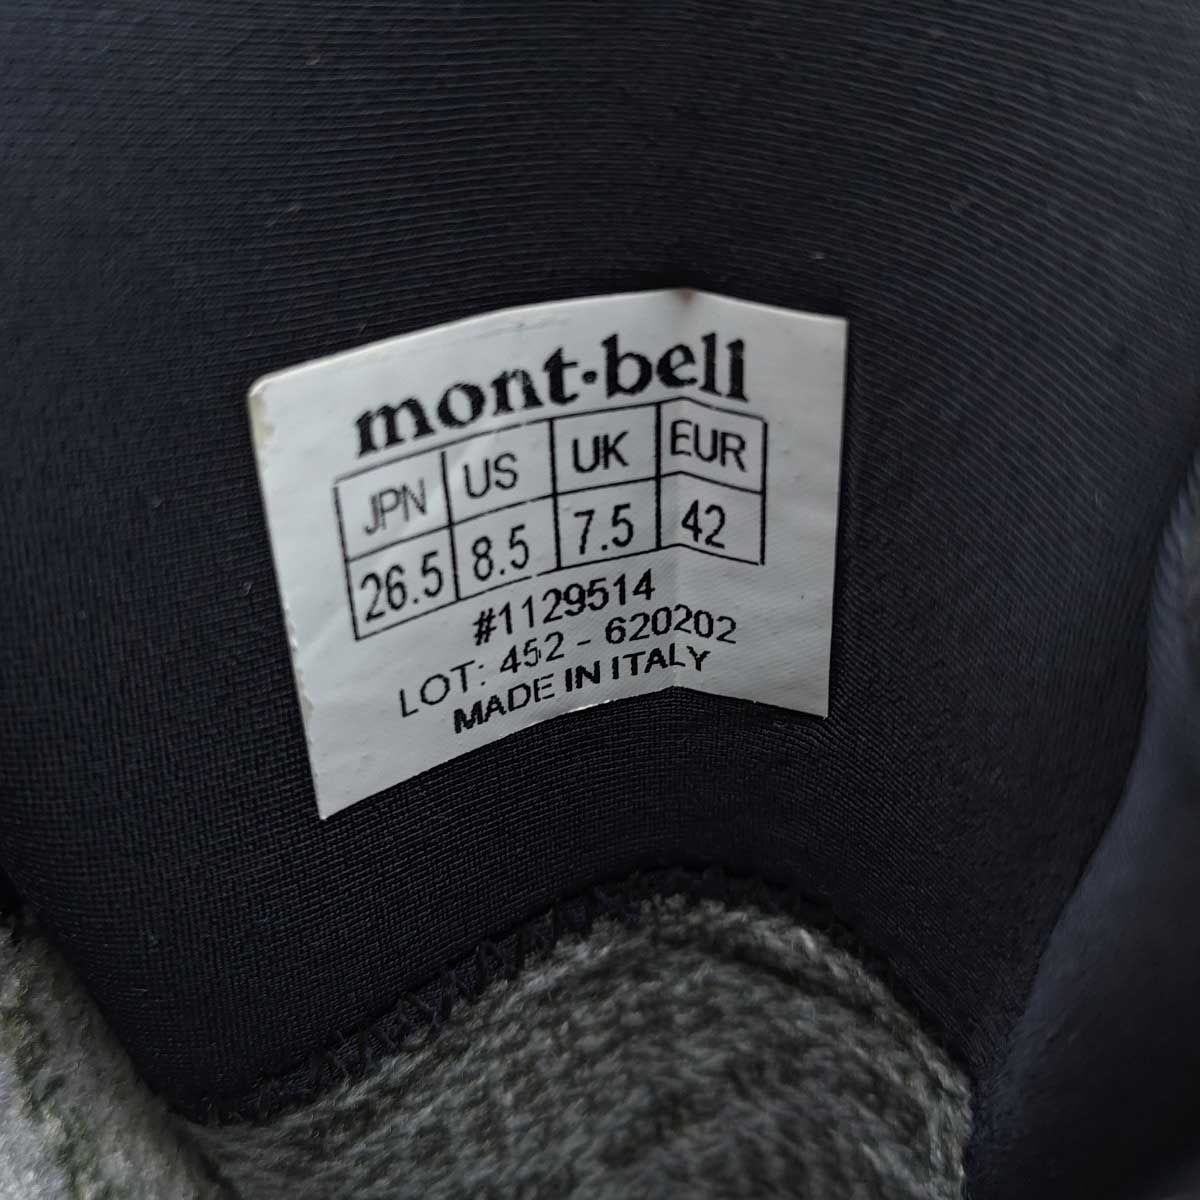 mont-bell
JPN US UK EUR
26.5 8.5 7.5 42
#1129514
LOT: 452 - 620202
MADE IN ITALY